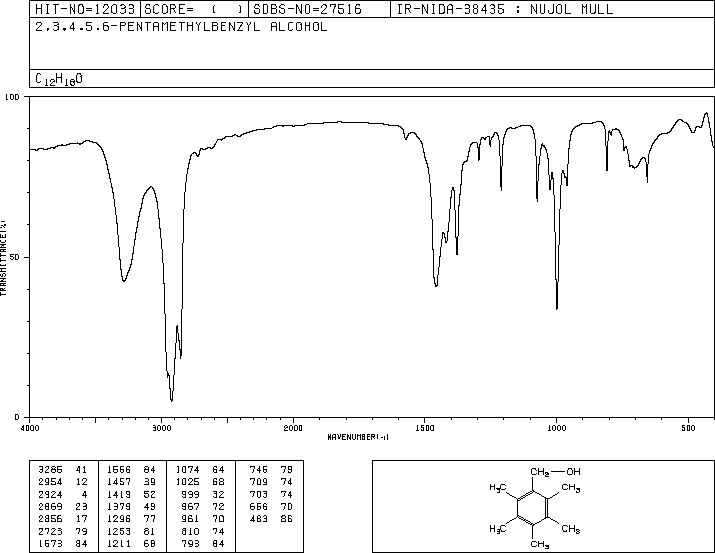 HIT-NO=12033 SCORE= ( ) SDBS-NO=27516 IR-NIDA-38435 : NUJOL MULL
2,3,4,5,6-PENTAMETHYLBENZYL ALCOHOL
C12H18O
100
50
0
TRANSMITTANCE(%)
4000 3000 2000 1500 1000 500
WAVENUMBER(-1)
3285 41 1566 84 1074 64 746 79
2954 12 1457 39 1025 68 709 74
2924 4 1419 52 999 32 703 74
2869 23 1379 49 967 72 656 70
2856 17 1296 77 961 70 483 86
2723 79 1253 81 810 74
1573 84 1211 68 793 84
CH2—OH
H3C CH3
H3C CH3
CH3